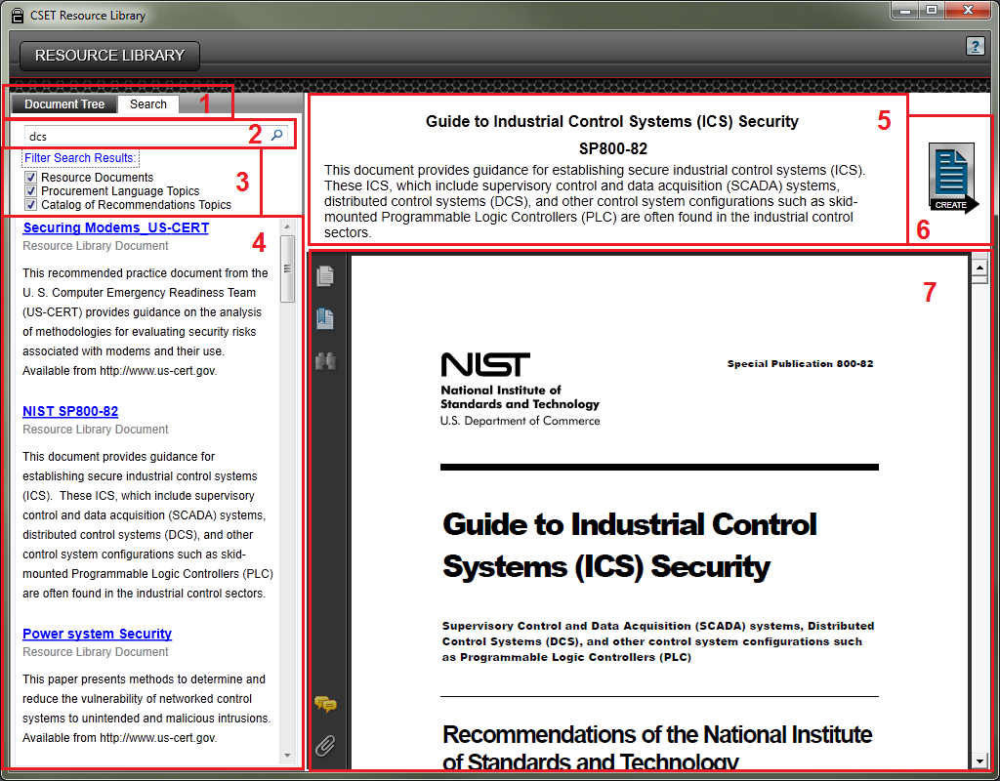 CSET Resource Library
RESOURCE LIBRARY
?
Document Tree
Search
1
dcs
2
Filter Search Results:
Resource Documents
Procurement Language Topics
Catalog of Recommendations Topics
3
4
Securing Modems_US-CERT
Resource Library Document
This recommended practice document from the
U. S. Computer Emergency Readiness Team
(US-CERT) provides guidance on the analysis
of methodologies for evaluating security risks
associated with modems and their use.
Available from http://www.us-cert.gov.
NIST SP800-82
Resource Library Document
This document provides guidance for
establishing secure industrial control systems
(ICS).  These ICS, which include supervisory
control and data acquisition (SCADA) systems,
distributed control systems (DCS), and other
control system configurations such as skid-
mounted Programmable Logic Controllers (PLC)
are often found in the industrial control sectors.
Power system Security
Resource Library Document
This paper presents methods to determine and
reduce the vulnerability of networked control
systems to unintended and malicious intrusions.
Available from http://www.us-cert.gov.
5
Guide to Industrial Control Systems (ICS) Security
SP800-82
This document provides guidance for establishing secure industrial control systems (ICS).
These ICS, which include supervisory control and data acquisition (SCADA) systems,
distributed control systems (DCS), and other control system configurations such as skid-
mounted Programmable Logic Controllers (PLC) are often found in the industrial control
sectors.
CREATE
6
7
NIST
National Institute of
Standards and Technology
U.S. Department of Commerce
Special Publication 800-82
Guide to Industrial Control
Systems (ICS) Security
Supervisory Control and Data Acquisition (SCADA) systems, Distributed
Control Systems (DCS), and other control system configurations such
as Programmable Logic Controllers (PLC)
Recommendations of the National Institute
of Standards and Technology